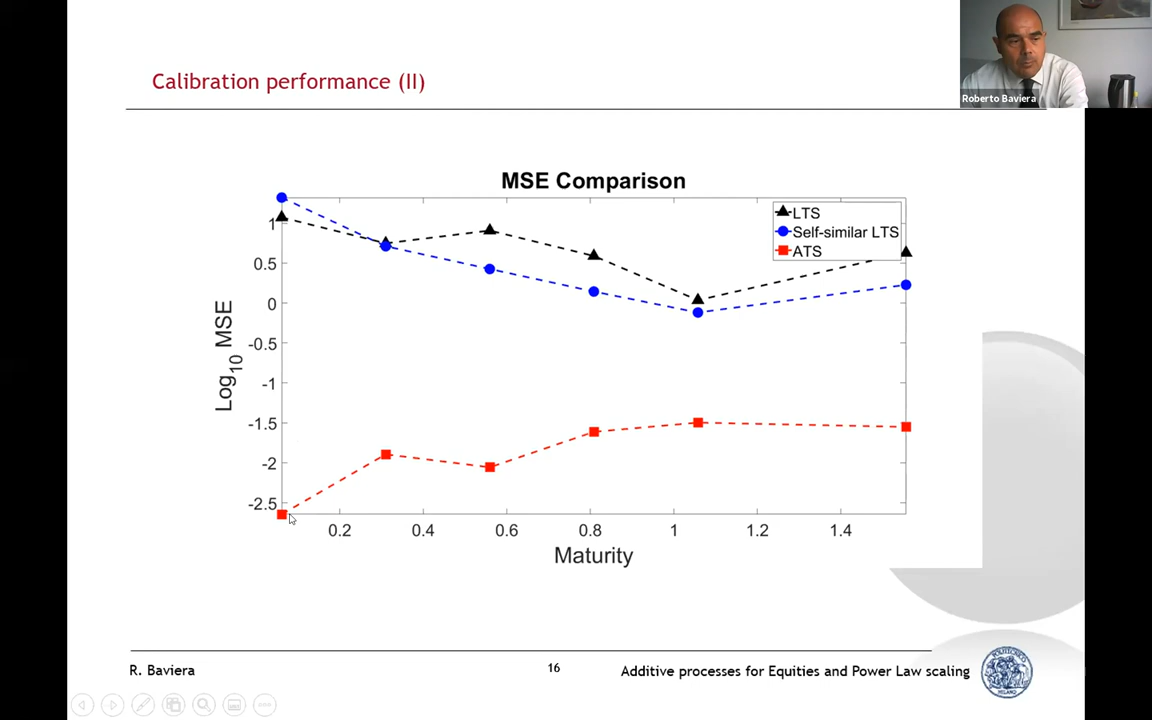 Roberto Baviera
Calibration performance (II)
MSE Comparison
LTS
Self-similar LTS
ATS
Log10 MSE
1
0.5
0
-0.5
-1
-1.5
-2
-2.5
0.2 0.4 0.6 0.8 1 1.2 1.4
Maturity
R. Baviera 16 Additive processes for Equities and Power Law scaling
POLITECNICO
MILANO